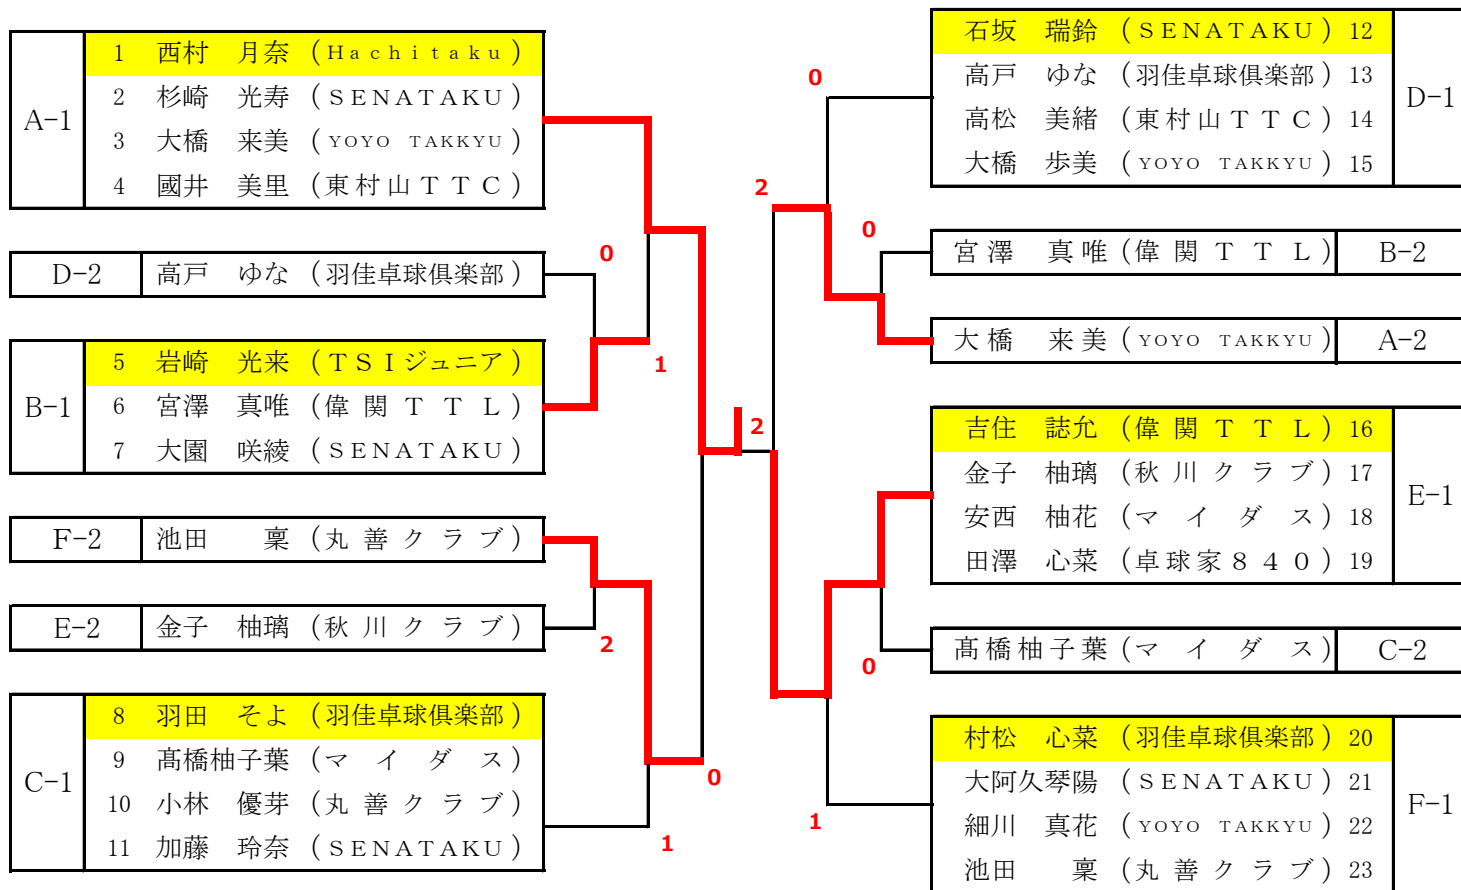 A-1
1 西村 月奈 (Hachitaku)
2 杉崎 光寿 (SENATAKU)
3 大橋 来美 (YOYO TAKKYU)
4 國井 美里 (東村山TTC)
D-2 高戸 ゆな (羽佳卓球倶楽部)
B-1
5 岩崎 光来 (TSIジュニア)
6 宮澤 真唯 (偉関TTL)
7 大園 咲綾 (SENATAKU)
F-2 池田 稟 (丸善クラブ)
E-2 金子 柚璃 (秋川クラブ)
C-1
8 羽田 そよ (羽佳卓球倶楽部)
9 髙橋柚子葉 (マイダス)
10 小林 優芽 (丸善クラブ)
11 加藤 玲奈 (SENATAKU)
0
1
2
1
0
2
2
0
0
0
1
石坂 瑞鈴 (SENATAKU) 12
高戸 ゆな (羽佳卓球倶楽部) 13
高松 美緒 (東村山TTC) 14
大橋 歩美 (YOYO TAKKYU) 15
D-1
宮澤 真唯 (偉関TTL) B-2
大橋 来美 (YOYO TAKKYU) A-2
吉住 誌允 (偉関TTL) 16
金子 柚璃 (秋川クラブ) 17
安西 柚花 (マイダス) 18
田澤 心菜 (卓球家840) 19
E-1
髙橋柚子葉 (マイダス) C-2
村松 心菜 (羽佳卓球倶楽部) 20
大阿久琴陽 (SENATAKU) 21
細川 真花 (YOYO TAKKYU) 22
池田 稟 (丸善クラブ) 23
F-1